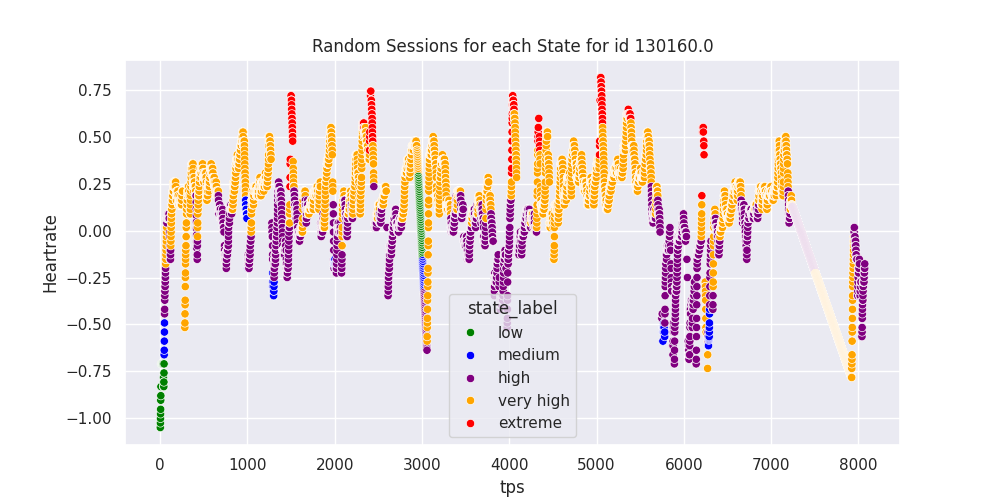 Random Sessions for each State for id 130160.0
Heartrate
0.75
0.50
0.25
0.00
−0.25
−0.50
−0.75
−1.00
state_label
low
medium
high
very high
extreme
0 1000 2000 3000 4000 5000 6000 7000 8000
tps